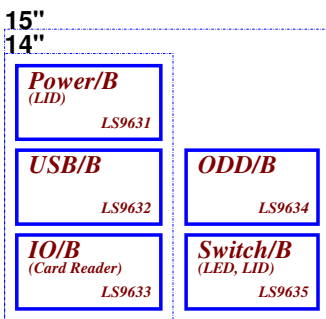 15"
14"
Power/B
(LID)
LS9631
USB/B
LS9632
ODD/B
LS9634
IO/B
(Card Reader)
LS9633
Switch/B
(LED, LID)
LS9635